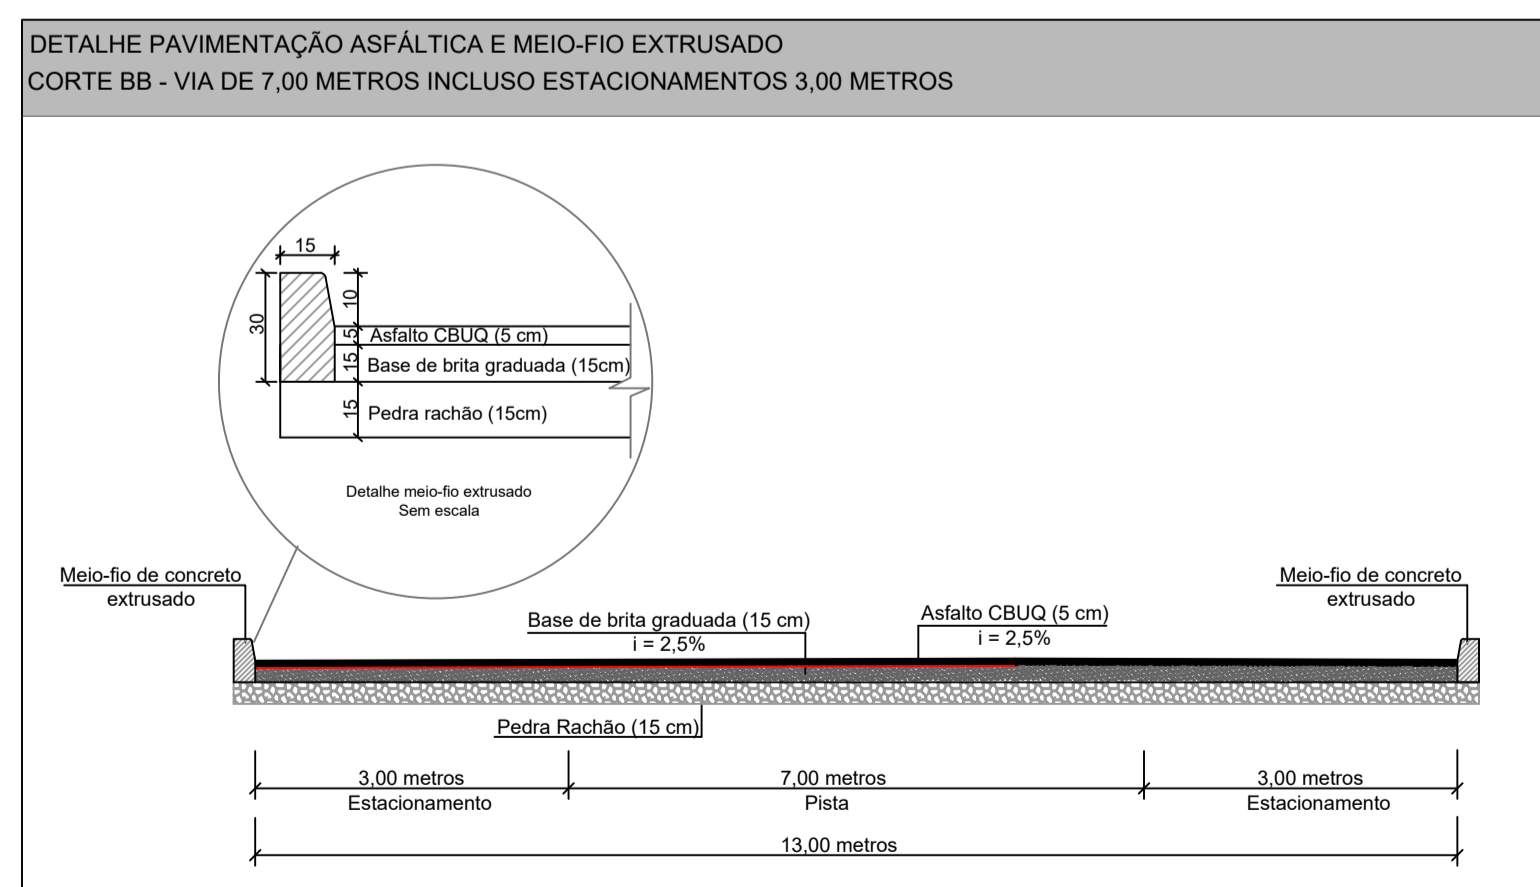 DETALHE PAVIMENTAÇÃO ASFÁLTICA E MEIO-FIO EXTRUSADO
CORTE BB - VIA DE 7,00 METROS INCLUSO ESTACIONAMENTOS 3,00 METROS
15
30
10
5
Asfalto CBUQ (5 cm)
15
Base de brita graduada (15cm)
15
Pedra rachão (15cm)
Detalhe meio-fio extrusado
Sem escala
Meio-fio de concreto
extrusado
Base de brita graduada (15 cm)
i = 2,5%
Asfalto CBUQ (5 cm)
i = 2,5%
Meio-fio de concreto
extrusado
Pedra Rachão (15 cm)
3,00 metros
Estacionamento
7,00 metros
Pista
3,00 metros
Estacionamento
13,00 metros